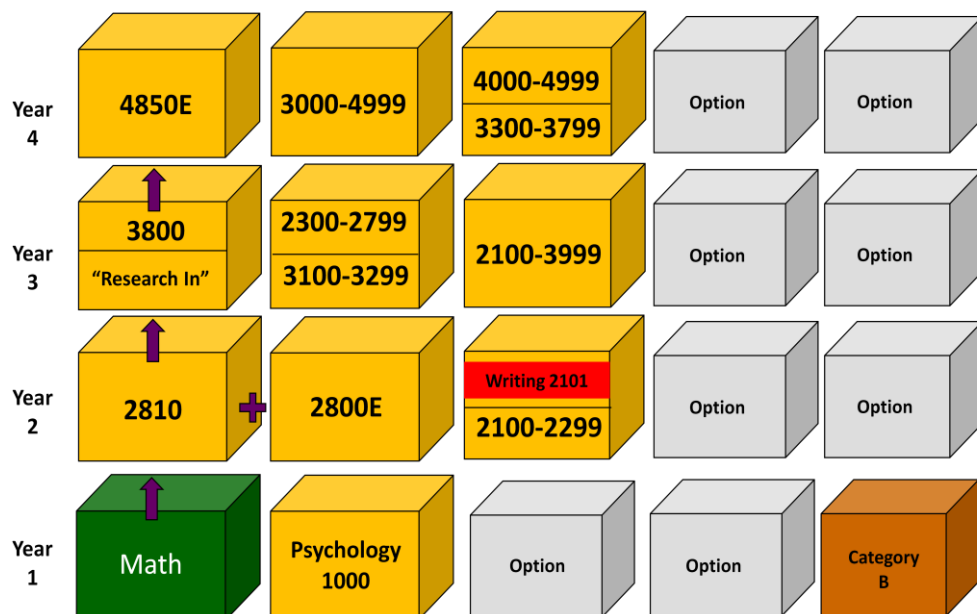 Year
4
4850E
3000-4999
4000-4999
3300-3799
Option
Option
Year
3
3800
“Research In”
2300-2799
3100-3299
2100-3999
Option
Option
Year
2
2810
2800E
Writing 2101
2100-2299
Option
Option
Year
1
Math
Psychology
1000
Option
Option
Category
B